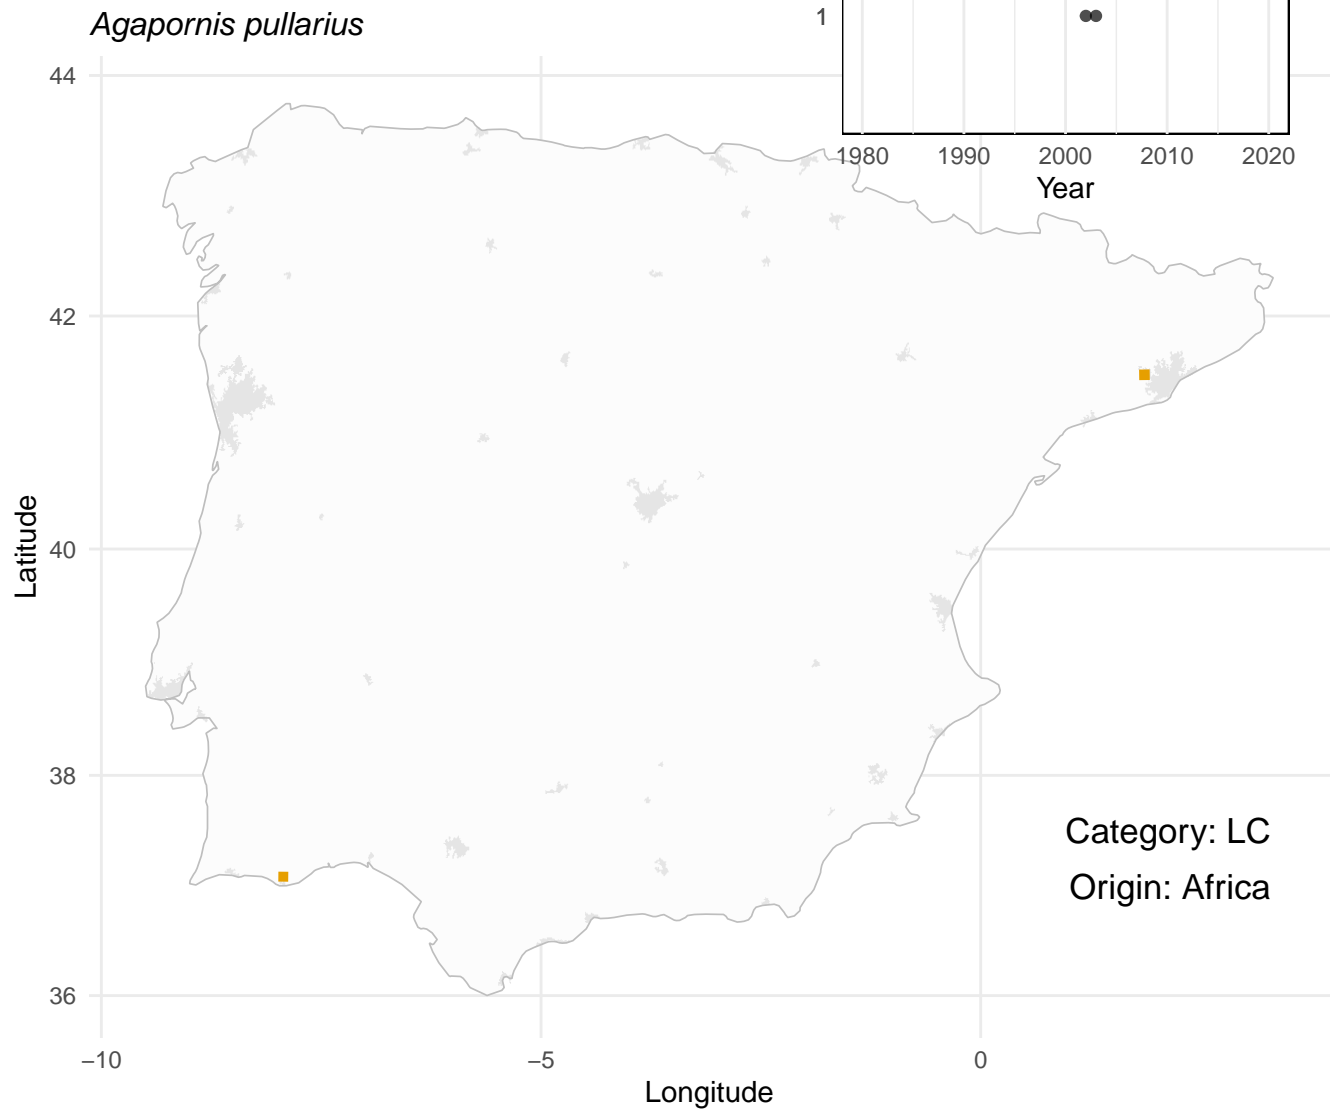 Agapornis pullarius
1
1980 1990 2000 2010 2020
Year
44
42
40
38
36
Latitude
Category: LC
Origin: Africa
−10 −5 0
Longitude